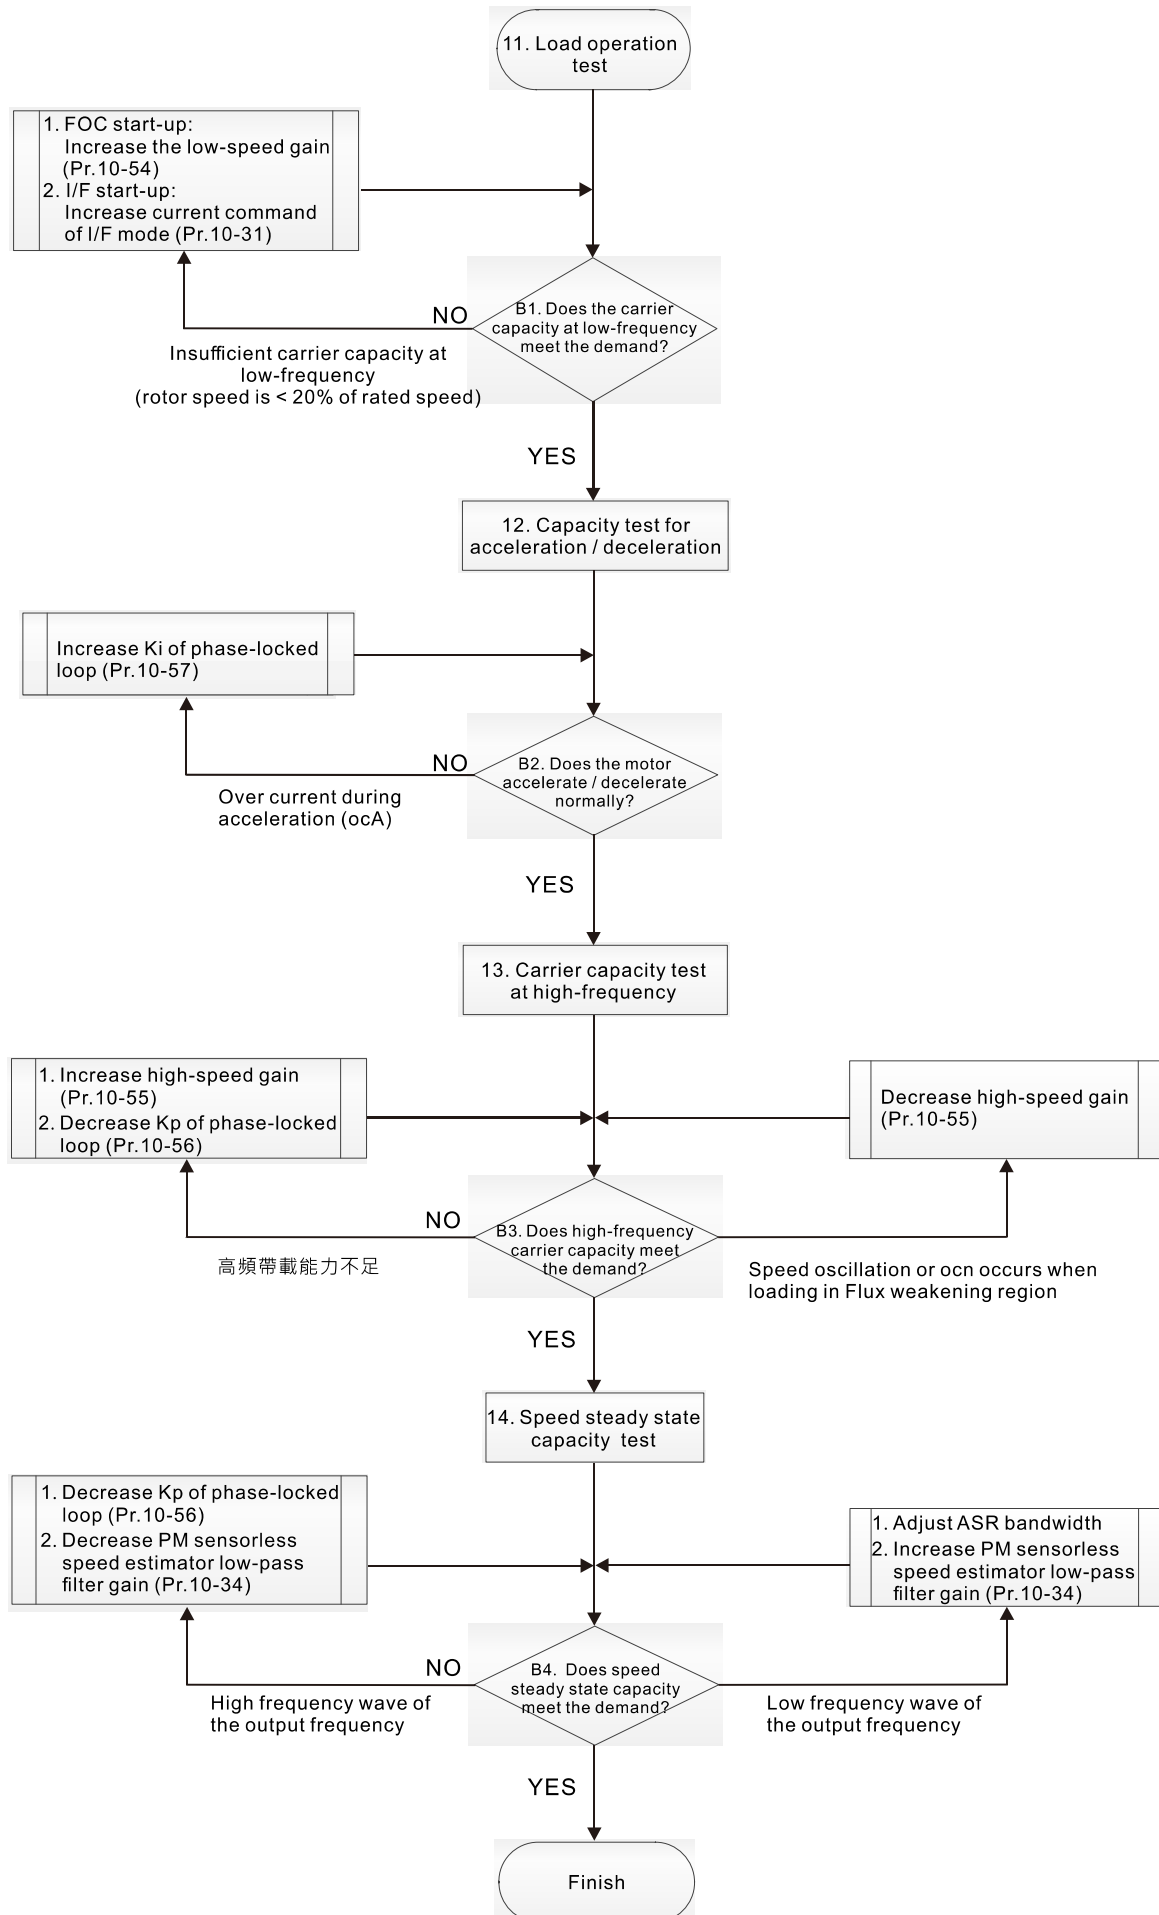 11. Load operation
test
1. FOC start-up:
Increase the low-speed gain
(Pr.10-54)
2. I/F start-up:
Increase current command
of I/F mode (Pr.10-31)
NO
B1. Does the carrier
capacity at low-frequency
meet the demand?
Insufficient carrier capacity at
low-frequency
(rotor speed is < 20% of rated speed)
YES
12. Capacity test for
acceleration / deceleration
Increase Ki of phase-locked
loop (Pr.10-57)
NO
B2. Does the motor
accelerate / decelerate
normally?
Over current during
acceleration (ocA)
YES
13. Carrier capacity test
at high-frequency
1. Increase high-speed gain
(Pr.10-55)
2. Decrease Kp of phase-locked
loop (Pr.10-56)
Decrease high-speed gain
(Pr.10-55)
NO
B3. Does high-frequency
carrier capacity meet
the demand?
高頻帶載能力不足
Speed oscillation or ocn occurs when
loading in Flux weakening region
YES
14. Speed steady state
capacity  test
1. Decrease Kp of phase-locked
loop (Pr.10-56)
2. Decrease PM sensorless
speed estimator low-pass
filter gain (Pr.10-34)
1. Adjust ASR bandwidth
2. Increase PM sensorless
speed estimator low-pass
filter gain (Pr.10-34)
NO
B4.  Does speed
steady state capacity
meet the demand?
High frequency wave of
the output frequency
Low frequency wave of
the output frequency
YES
Finish